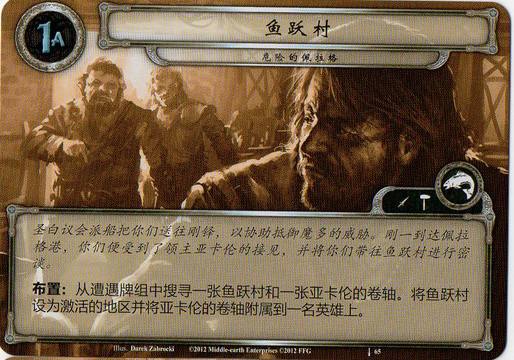 1A
鱼跃村
危险的佩拉格
圣白议会派船把你们送往刚铎，以协助抵御魔多的威胁。刚一到达佩拉
格港，你们便受到了领主亚卡伦的接见，并将你们带往鱼跃村进行密
谈。
布置：从遭遇牌组中搜寻一张鱼跃村和一张亚卡伦的卷轴。将鱼跃村
设为激活的地区并将亚卡伦的卷轴附属到一名英雄上。
Illus. Darek Zabrocki ©2012 Middle-earth Enterprises ©2012 FFG 65